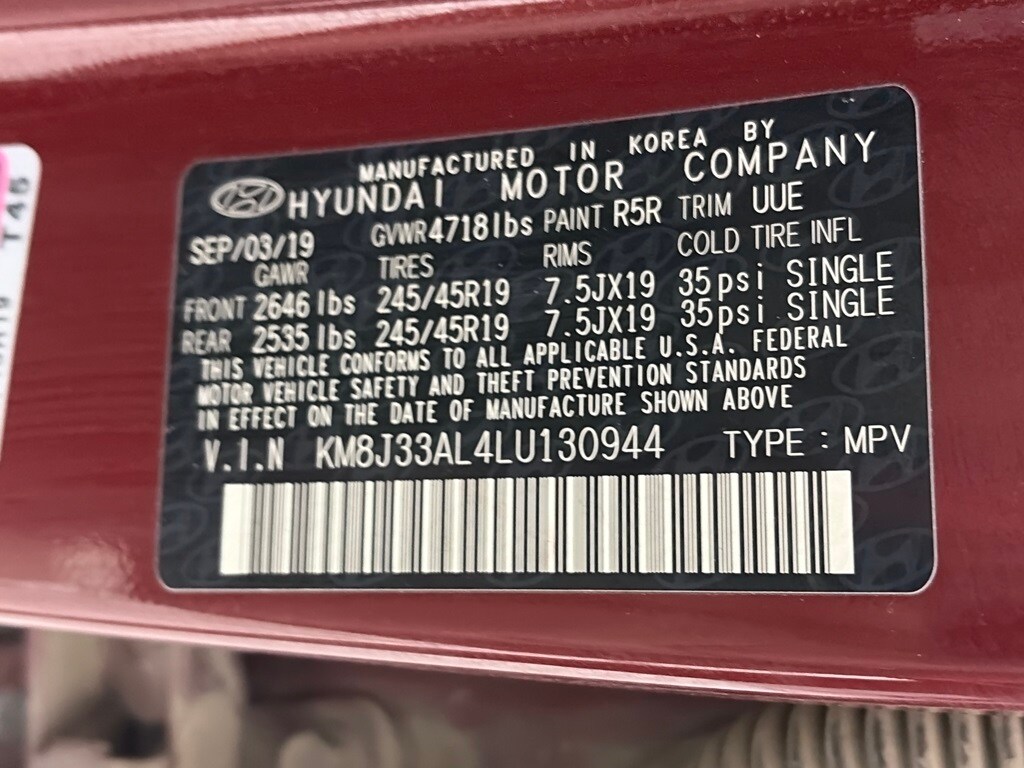 MANUFACTURED IN KOREA BY
HYUNDAI MOTOR COMPANY
SEP/03/19 GVWR 4718lbs PAINT R5R TRIM UUE
GAWR TIRES RIMS COLD TIRE INFL
FRONT 2646 lbs 245/45R19 7.5JX19 35psi SINGLE
REAR 2535 lbs 245/45R19 7.5JX19 35psi SINGLE
THIS VEHICLE CONFORMS TO ALL APPLICABLE U.S.A. FEDERAL
MOTOR VEHICLE SAFETY AND THEFT PREVENTION STANDARDS
IN EFFECT ON THE DATE OF MANUFACTURE SHOWN ABOVE
V.I.N KM8J33AL4LU130944 TYPE : MPV